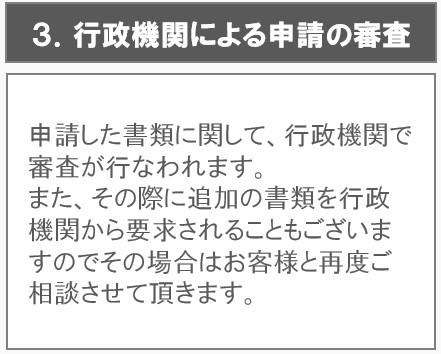 ３．行政機関による申請の審査
申請した書類に関して、行政機関で
審査が行なわれます。
また、その際に追加の書類を行政
機関から要求されることもございま
すのでその場合はお客様と再度ご
相談させて頂きます。